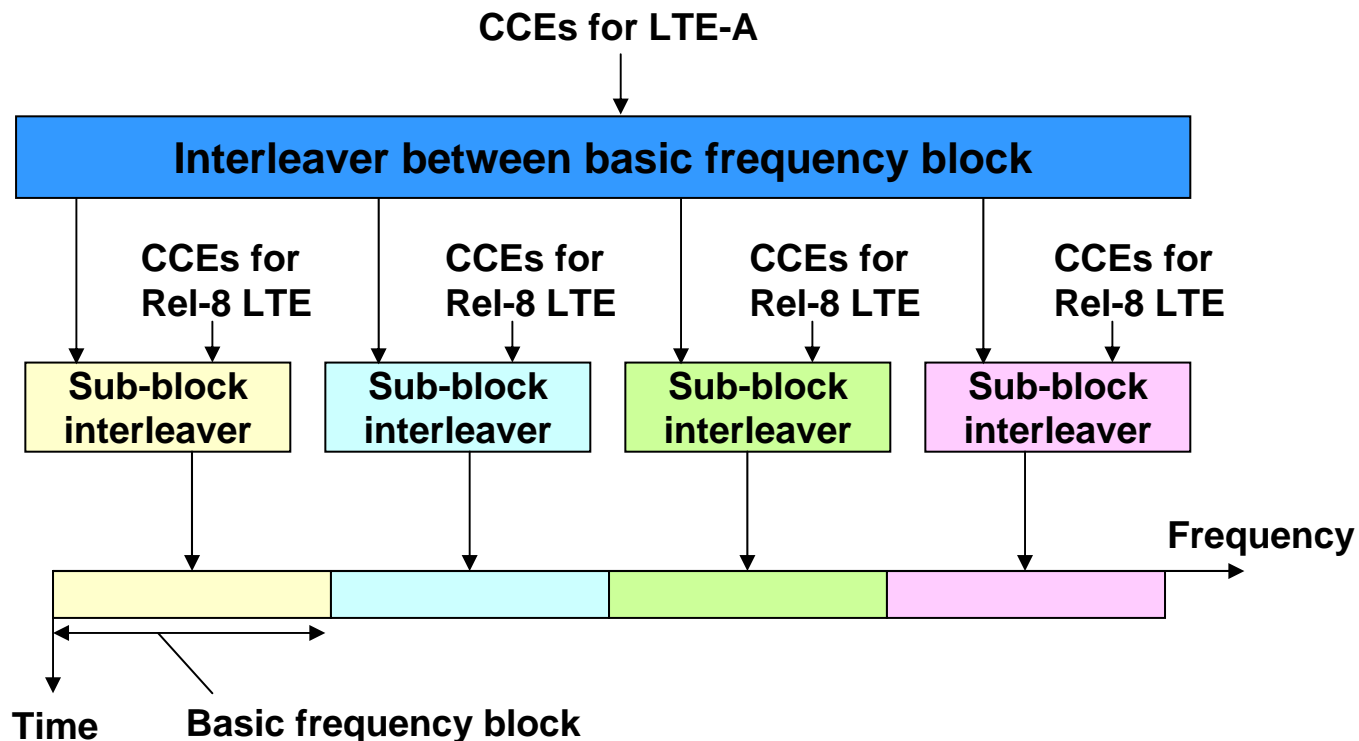 CCEs for LTE-A
Interleaver between basic frequency block
CCEs for
Rel-8 LTE
CCEs for
Rel-8 LTE
CCEs for
Rel-8 LTE
CCEs for
Rel-8 LTE
Sub-block
interleaver
Sub-block
interleaver
Sub-block
interleaver
Sub-block
interleaver
Frequency
Time
Basic frequency block